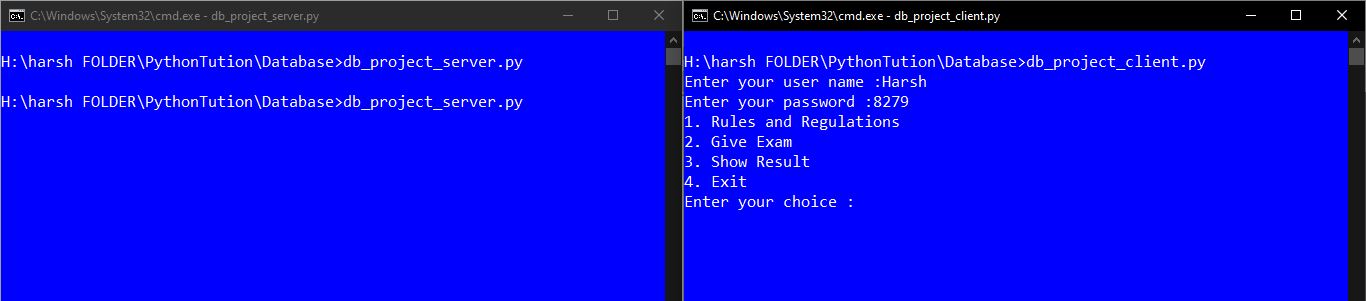 C:\Windows\System32\cmd.exe - db_project_server.py
H:\harsh FOLDER\PythonTution\Database>db_project_server.py
H:\harsh FOLDER\PythonTution\Database>db_project_server.py
C:\Windows\System32\cmd.exe - db_project_client.py
H:\harsh FOLDER\PythonTution\Database>db_project_client.py
Enter your user name :Harsh
Enter your password :8279
1. Rules and Regulations
2. Give Exam
3. Show Result
4. Exit
Enter your choice :